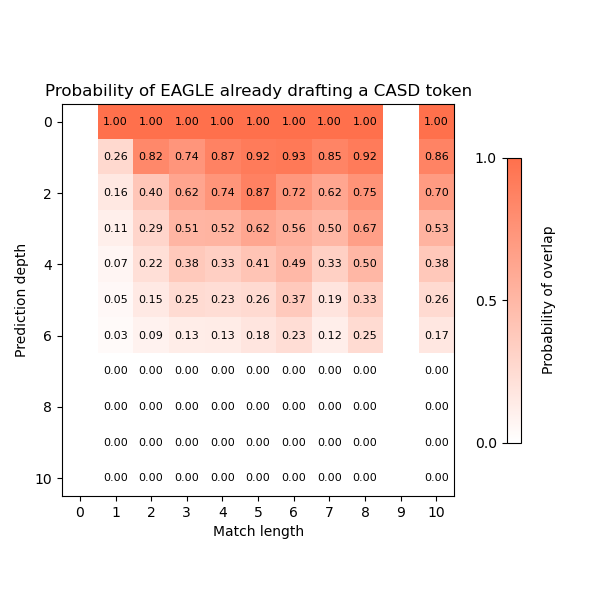 Probability of EAGLE already drafting a CASD token
0 1.00 1.00 1.00 1.00 1.00 1.00 1.00 1.00 1.00
0.26 0.82 0.74 0.87 0.92 0.93 0.85 0.92 0.86
2 0.16 0.40 0.62 0.74 0.87 0.72 0.62 0.75 0.70
0.11 0.29 0.51 0.52 0.62 0.56 0.50 0.67 0.53
4 0.07 0.22 0.38 0.33 0.41 0.49 0.33 0.50 0.38
0.05 0.15 0.25 0.23 0.26 0.37 0.19 0.33 0.26
6 0.03 0.09 0.13 0.13 0.18 0.23 0.12 0.25 0.17
0.00 0.00 0.00 0.00 0.00 0.00 0.00 0.00 0.00
8 0.00 0.00 0.00 0.00 0.00 0.00 0.00 0.00 0.00
0.00 0.00 0.00 0.00 0.00 0.00 0.00 0.00 0.00
10 0.00 0.00 0.00 0.00 0.00 0.00 0.00 0.00 0.00
0 1 2 3 4 5 6 7 8 9 10
Match length
Prediction depth
1.0
0.5
0.0
Probability of overlap